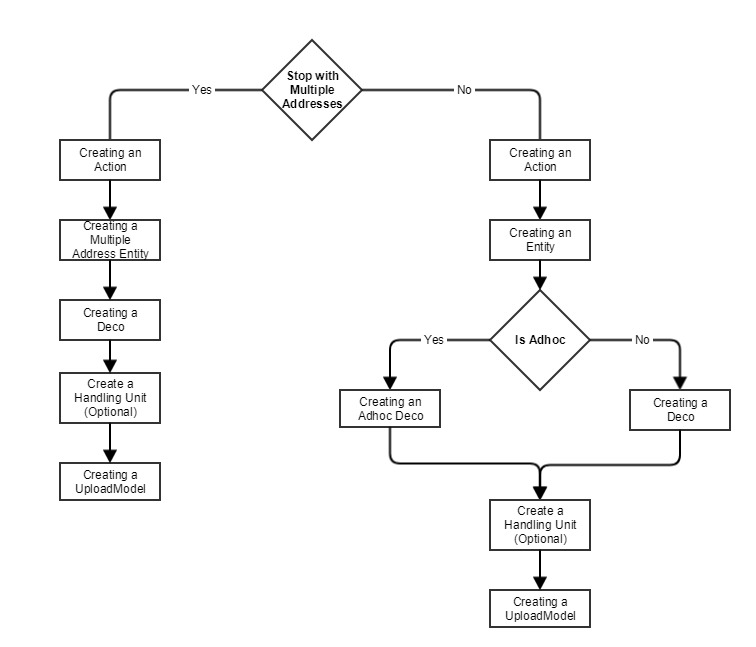 Stop with
Multiple
Addresses
Yes
No
Creating an
Action
Creating an
Action
Creating a
Multiple
Address Entity
Creating an
Entity
Creating a
Deco
Yes
Is Adhoc
No
Create a
Handling Unit
(Optional)
Creating an
Adhoc Deco
Creating a
Deco
Creating a
UploadModel
Create a
Handling Unit
(Optional)
Creating a
UploadModel